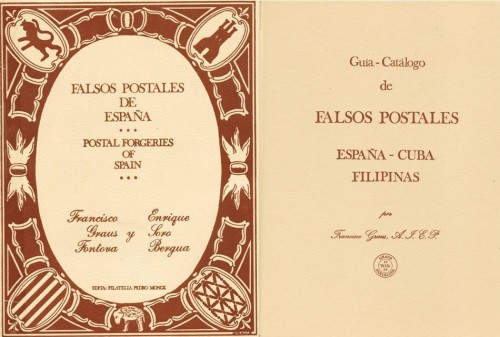 FALSOS POSTALES
DE
ESPAÑA
• • •
POSTAL FORGERIES
OF
SPAIN
• • •
Francisco Enrique
Graus y Soro
Fontova Bergua
EDITA: FILATELIA PEDRO MONGE
Guía-Catálogo
de
FALSOS POSTALES
ESPAÑA - CUBA
FILIPINAS
por
Francisco Graus, A.I.E.P.